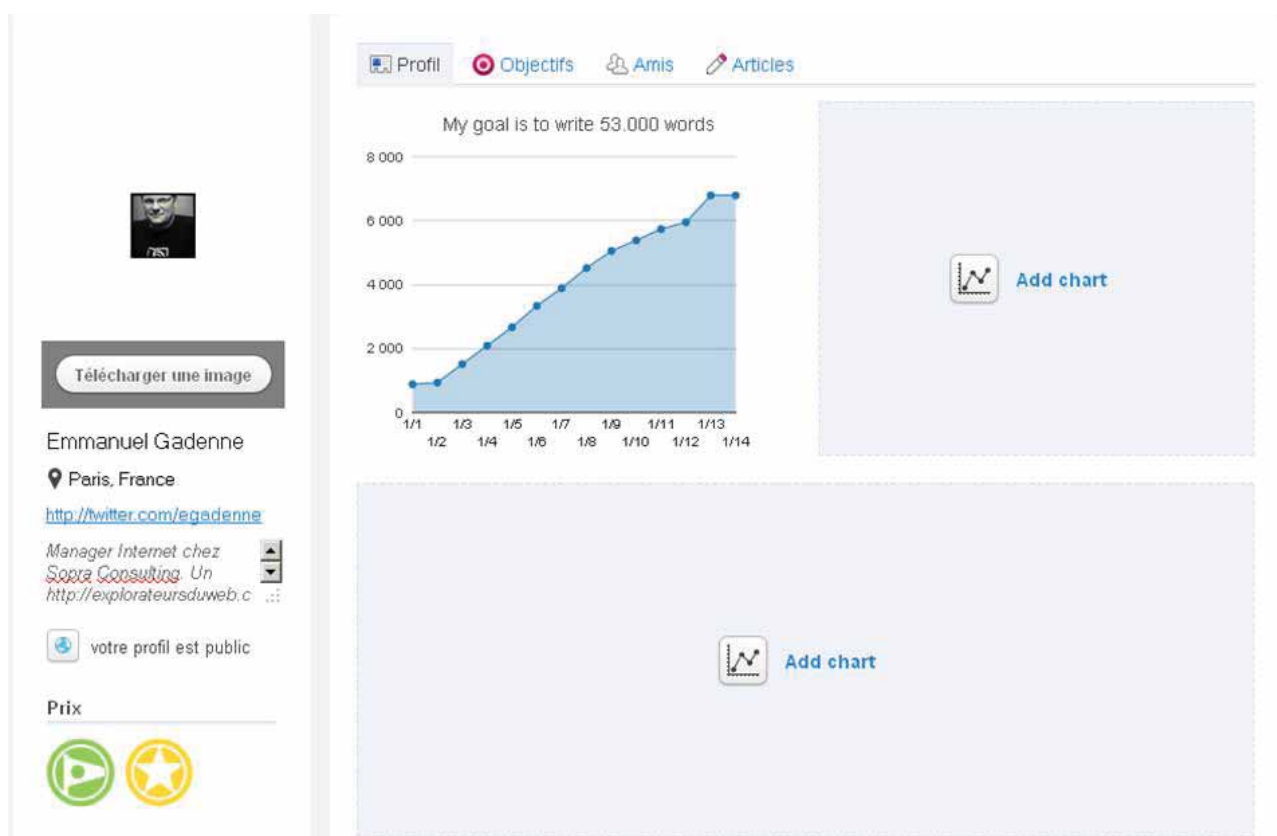 Profil
Objectifs
Amis
Articles
My goal is to write 53.000 words
8 000
6 000
4 000
2 000
0
1/1 1/3 1/5 1/7 1/9 1/11 1/13
1/2 1/4 1/6 1/8 1/10 1/12 1/14
Add chart
Add chart
Télécharger une image
Emmanuel Gadenne
Paris, France
http://twitter.com/egadenne
Manager Internet chez
Sopra Consulting. Un
http://explorateursduweb.c
votre profil est public
Prix